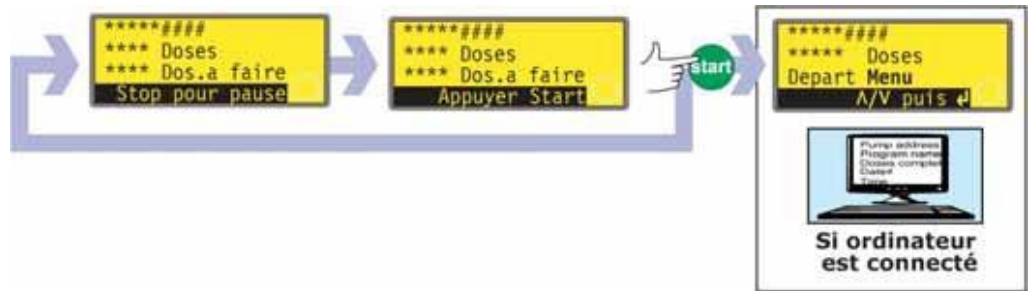 *****####
**** Doses
**** Dos.a faire
Stop pour pause
*****####
**** Doses
**** Dos.a faire
Appuyer Start
start
*****####
***** Doses
Depart Menu
Λ/V puis ↵
Pump address
Program name
Doses complet
Date#
Time
Si ordinateur
est connecté